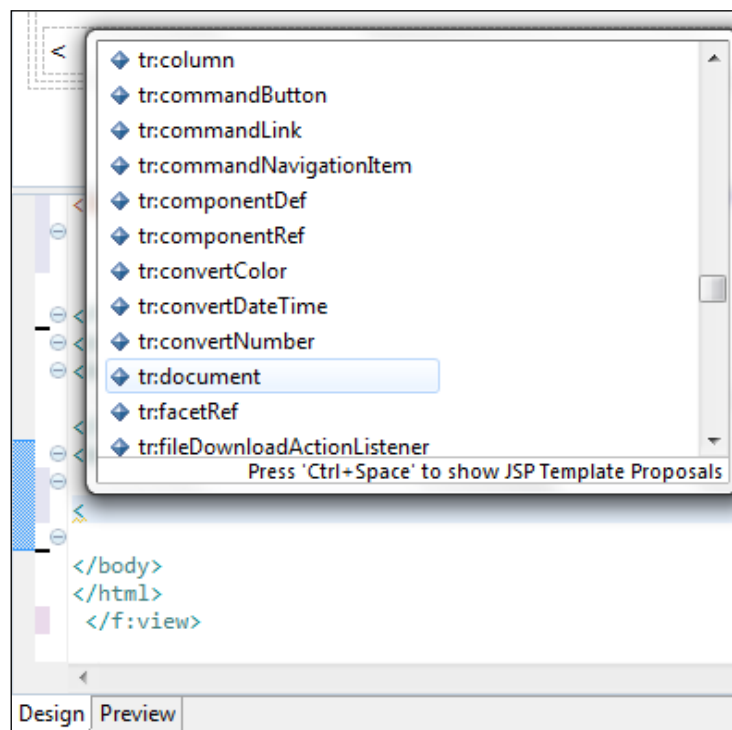 <
tr:column
tr:commandButton
tr:commandLink
tr:commandNavigationItem
tr:componentDef
tr:componentRef
tr:convertColor
tr:convertDateTime
tr:convertNumber
tr:document
tr:facetRef
tr:fileDownloadActionListener
Press 'Ctrl+Space' to show JSP Template Proposals
<
<
<
<
<
<
<
</body>
</html>
</f:view>
Design Preview